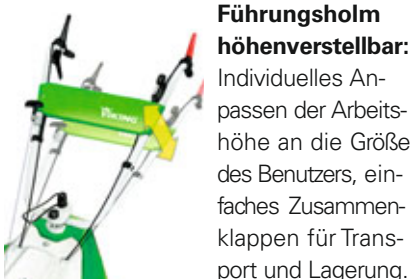 VIKING
Führungsholm
höhenverstellbar:
Individuelles An-
passen der Arbeits-
höhe an die Größe
des Benutzers, ein-
faches Zusammen-
klappen für Trans-
port und Lagerung.